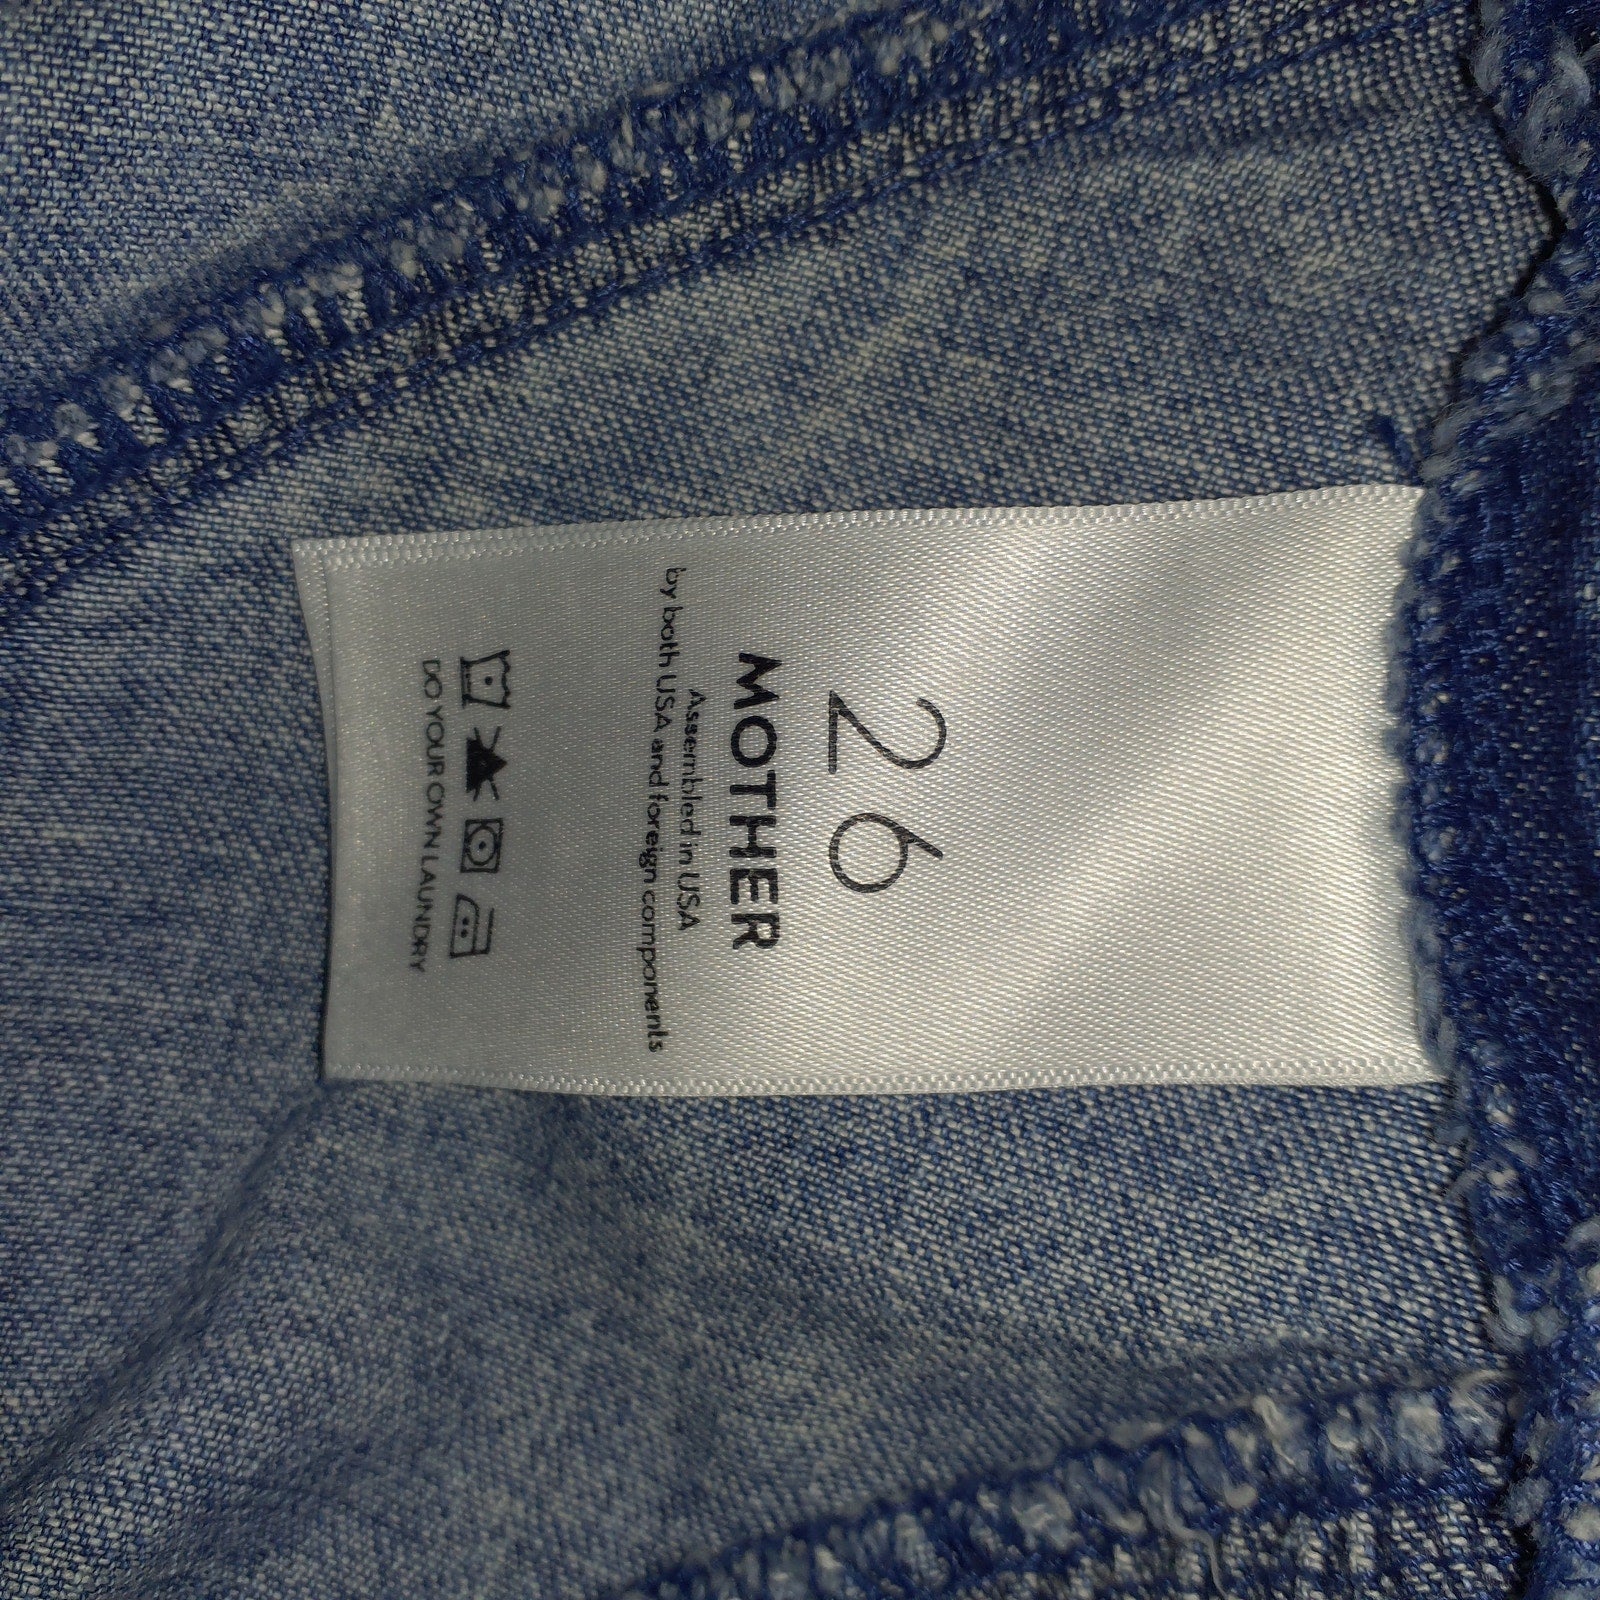 26
MOTHER
Assembled in USA
by both USA and foreign components
DO YOUR OWN LAUNDRY